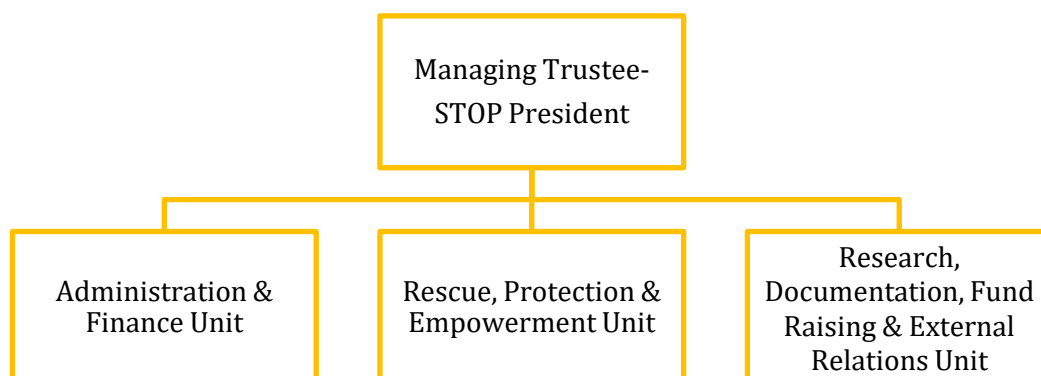 Managing Trustee-
STOP President
Administration &
Finance Unit
Rescue, Protection &
Empowerment Unit
Research,
Documentation, Fund
Raising & External
Relations Unit